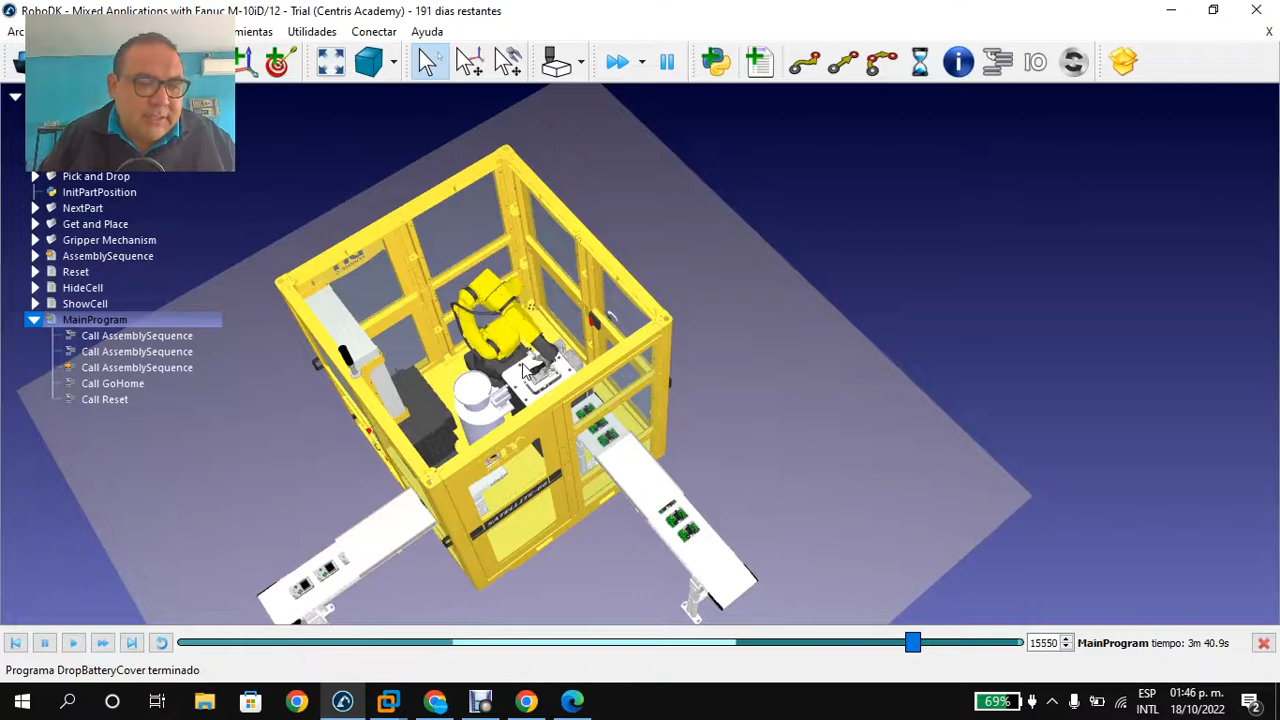 RoboDK - Mixed Applications with Fanuc M-10iD/12 - Trial (Centris Academy) - 191 dias restantes
Arc
amientas
Utilidades
Conectar
Ayuda
X
IO
Pick and Drop
InitPartPosition
NextPart
Get and Place
Gripper Mechanism
AssemblySequence
Reset
HideCell
ShowCell
MainProgram
Call AssemblySequence
Call AssemblySequence
Call AssemblySequence
Call GoHome
Call Reset
15550
MainProgram tiempo: 3m 40.9s
Programa DropBatteryCover terminado
69%
ESP
INTL
01:46 p. m.
18/10/2022
2